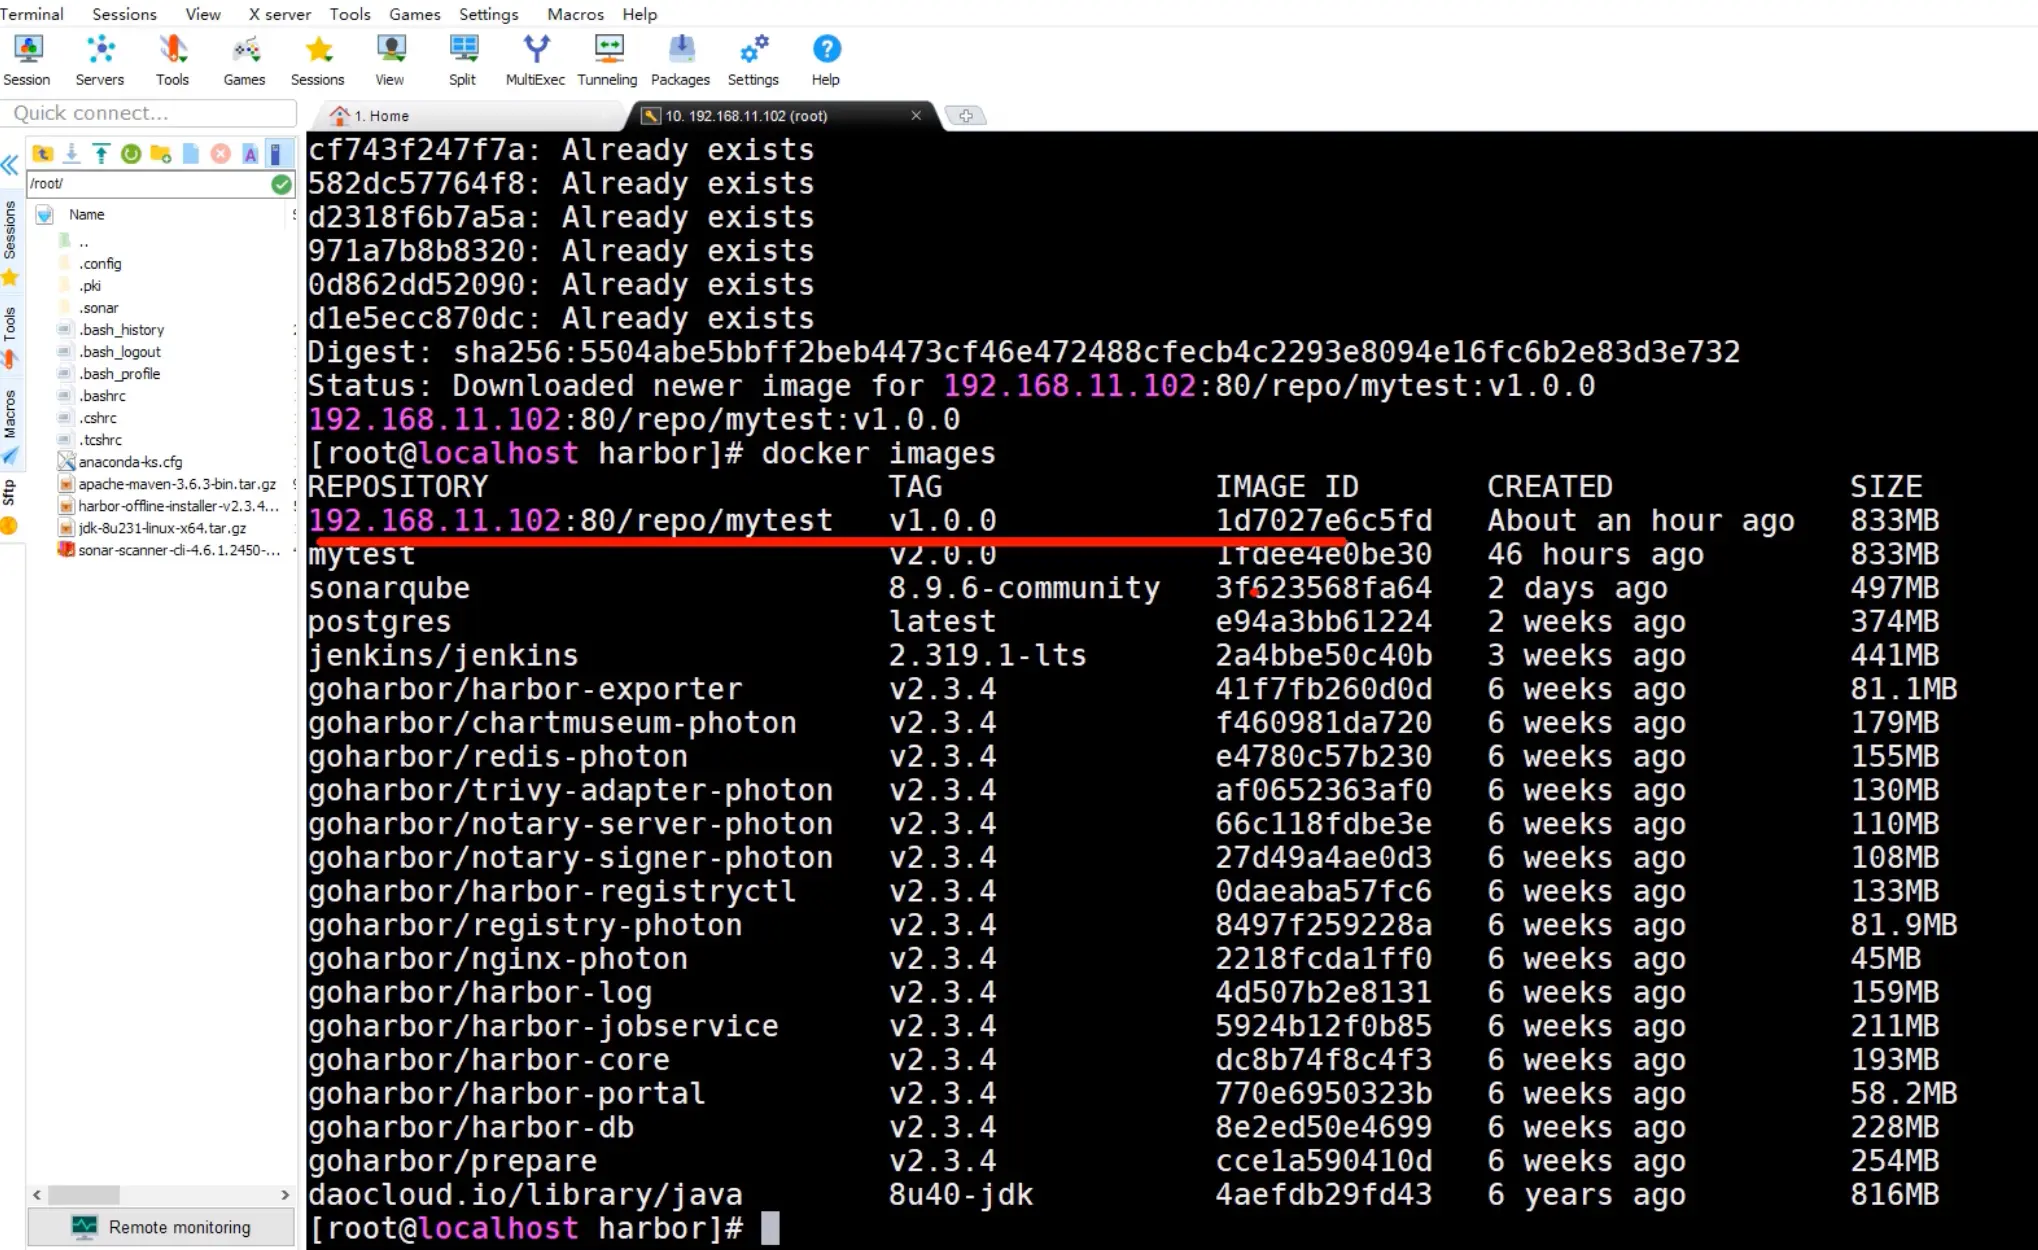 Terminal Sessions View X server Tools Games Settings Macros Help
Session Servers Tools Games Sessions View Split MultiExec Tunneling Packages Settings Help
Quick connect...
1. Home
10. 192.168.11.102 (root)
/root/
Name
..
.config
.pki
.sonar
.bash_history
.bash_logout
.bash_profile
.bashrc
.cshrc
.tcshrc
anaconda-ks.cfg
apache-maven-3.6.3-bin.tar.gz
harbor-offline-installer-v2.3.4...
jdk-8u231-linux-x64.tar.gz
sonar-scanner-cli-4.6.1.2450-...
Sessions
Tools
Macros
Sftp
Remote monitoring
cf743f247f7a: Already exists
582dc57764f8: Already exists
d2318f6b7a5a: Already exists
971a7b8b8320: Already exists
0d862dd52090: Already exists
d1e5ecc870dc: Already exists
Digest: sha256:5504abe5bbff2beb4473cf46e472488cfecb4c2293e8094e16fc6b2e83d3e732
Status: Downloaded newer image for 192.168.11.102:80/repo/mytest:v1.0.0
192.168.11.102:80/repo/mytest:v1.0.0
[root@localhost harbor]# docker images
REPOSITORY TAG IMAGE ID CREATED SIZE
192.168.11.102:80/repo/mytest v1.0.0 1d7027e6c5fd About an hour ago 833MB
mytest v2.0.0 1fdee4e0be30 46 hours ago 833MB
sonarqube 8.9.6-community 3f623568fa64 2 days ago 497MB
postgres latest e94a3bb61224 2 weeks ago 374MB
jenkins/jenkins 2.319.1-lts 2a4bbe50c40b 3 weeks ago 441MB
goharbor/harbor-exporter v2.3.4 41f7fb260d0d 6 weeks ago 81.1MB
goharbor/chartmuseum-photon v2.3.4 f460981da720 6 weeks ago 179MB
goharbor/redis-photon v2.3.4 e4780c57b230 6 weeks ago 155MB
goharbor/trivy-adapter-photon v2.3.4 af0652363af0 6 weeks ago 130MB
goharbor/notary-server-photon v2.3.4 66c118fdbe3e 6 weeks ago 110MB
goharbor/notary-signer-photon v2.3.4 27d49a4ae0d3 6 weeks ago 108MB
goharbor/harbor-registryctl v2.3.4 0daeaba57fc6 6 weeks ago 133MB
goharbor/registry-photon v2.3.4 8497f259228a 6 weeks ago 81.9MB
goharbor/nginx-photon v2.3.4 2218fcda1ff0 6 weeks ago 45MB
goharbor/harbor-log v2.3.4 4d507b2e8131 6 weeks ago 159MB
goharbor/harbor-jobservice v2.3.4 5924b12f0b85 6 weeks ago 211MB
goharbor/harbor-core v2.3.4 dc8b74f8c4f3 6 weeks ago 193MB
goharbor/harbor-portal v2.3.4 770e6950323b 6 weeks ago 58.2MB
goharbor/harbor-db v2.3.4 8e2ed50e4699 6 weeks ago 228MB
goharbor/prepare v2.3.4 cce1a590410d 6 weeks ago 254MB
daocloud.io/library/java 8u40-jdk 4aefdb29fd43 6 years ago 816MB
[root@localhost harbor]#